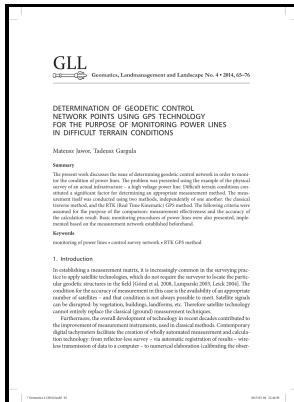 GLL
Geomatics, Landmanagement and Landscape No. 4 • 2014, 65–76
DETERMINATION OF GEODETIC CONTROL
NETWORK POINTS USING GPS TECHNOLOGY
FOR THE PURPOSE OF MONITORING POWER LINES
IN DIFFICULT TERRAIN CONDITIONS
Mateusz Jawor, Tadeusz Gargula
Summary
The present work discusses the issue of determining geodetic control network in order to moni-
tor the condition of power lines. The problem was presented using the example of the physical
survey of an actual infrastructure – a high voltage power line. Difficult terrain conditions con-
stituted a significant factor for determining an appropriate measurement method. The meas-
urement itself was conducted using two methods, independently of one another: the classical
traverse method, and the RTK (Real Time Kinematic) GPS method. The following criteria were
assumed for the purpose of the comparison: measurement effectiveness and the accuracy of
the calculation result. Basic monitoring procedures of power lines were also presented, imple-
mented based on the measurement network established beforehand.
Keywords
monitoring of power lines • control survey network • RTK GPS method
1. Introduction
In establishing a measurement matrix, it is increasingly common in the surveying prac-
tice to apply satellite technologies, which do not require the surveyor to locate the partic-
ular geodetic structures in the field [Góral et al. 2008, Lamparski 2003, Leick 2004]. The
condition for the accuracy of measurement in this case is the availability of an appropriate
number of satellites – and that condition is not always possible to meet. Satellite signals
can be disrupted by vegetation, buildings, landforms, etc. Therefore satellite technology
cannot entirely replace the classical (ground) measurement techniques.
Furthermore, the overall development of technology in recent decades contributed to
the improvement of measurement instruments, used in classical methods. Contemporary
digital tacheometers facilitate the creation of wholly automated measurement and calcula-
tion technology: from reflector-less survey – via automatic registration of results – wire-
less transmission of data to a computer – to numerical elaboration (calibrating the obser-